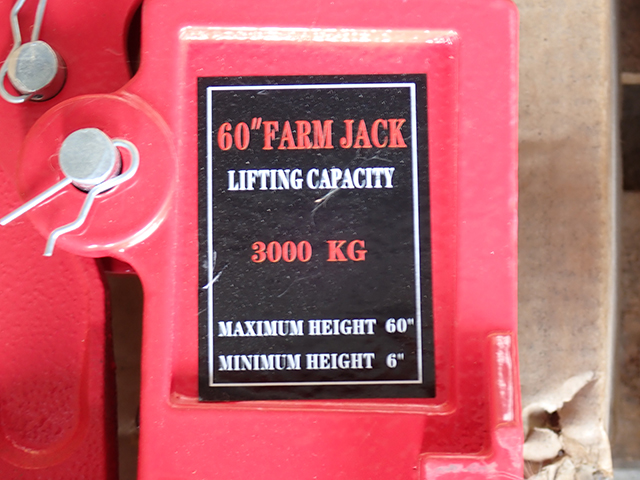 60"FARM JACK
LIFTING CAPACITY
3000 KG
MAXIMUM HEIGHT 60"
MINIMUM HEIGHT 6"